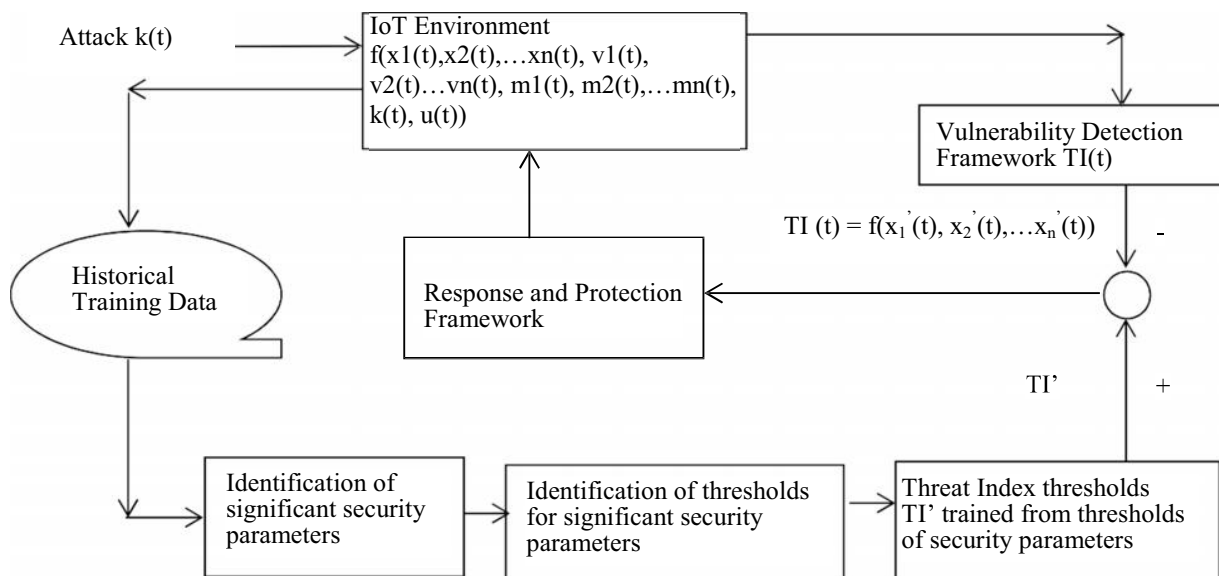 Attack k(t)
IoT Environment
f(x1(t),x2(t),…xn(t), v1(t),
v2(t)…vn(t), m1(t), m2(t),…mn(t),
k(t), u(t))
Vulnerability Detection
Framework TI(t)
TI (t) = f(x₁’(t), x₂’(t),…xₙ’(t))
-
Historical
Training Data
Response and Protection
Framework
TI’
+
Identification of
significant security
parameters
Identification of thresholds
for significant security
parameters
Threat Index thresholds
TI’ trained from thresholds
of security parameters